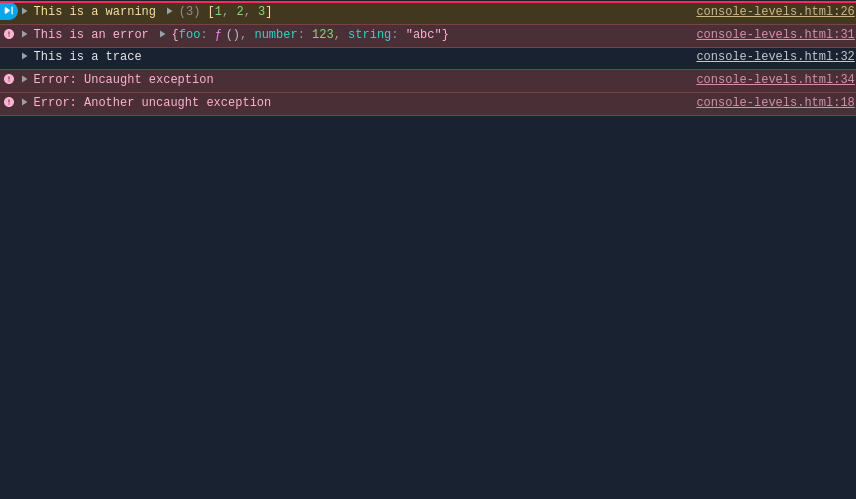 This is a warning (3) [1, 2, 3] console-levels.html:26
This is an error {foo: ƒ (), number: 123, string: "abc"} console-levels.html:31
This is a trace console-levels.html:32
Error: Uncaught exception console-levels.html:34
Error: Another uncaught exception console-levels.html:18